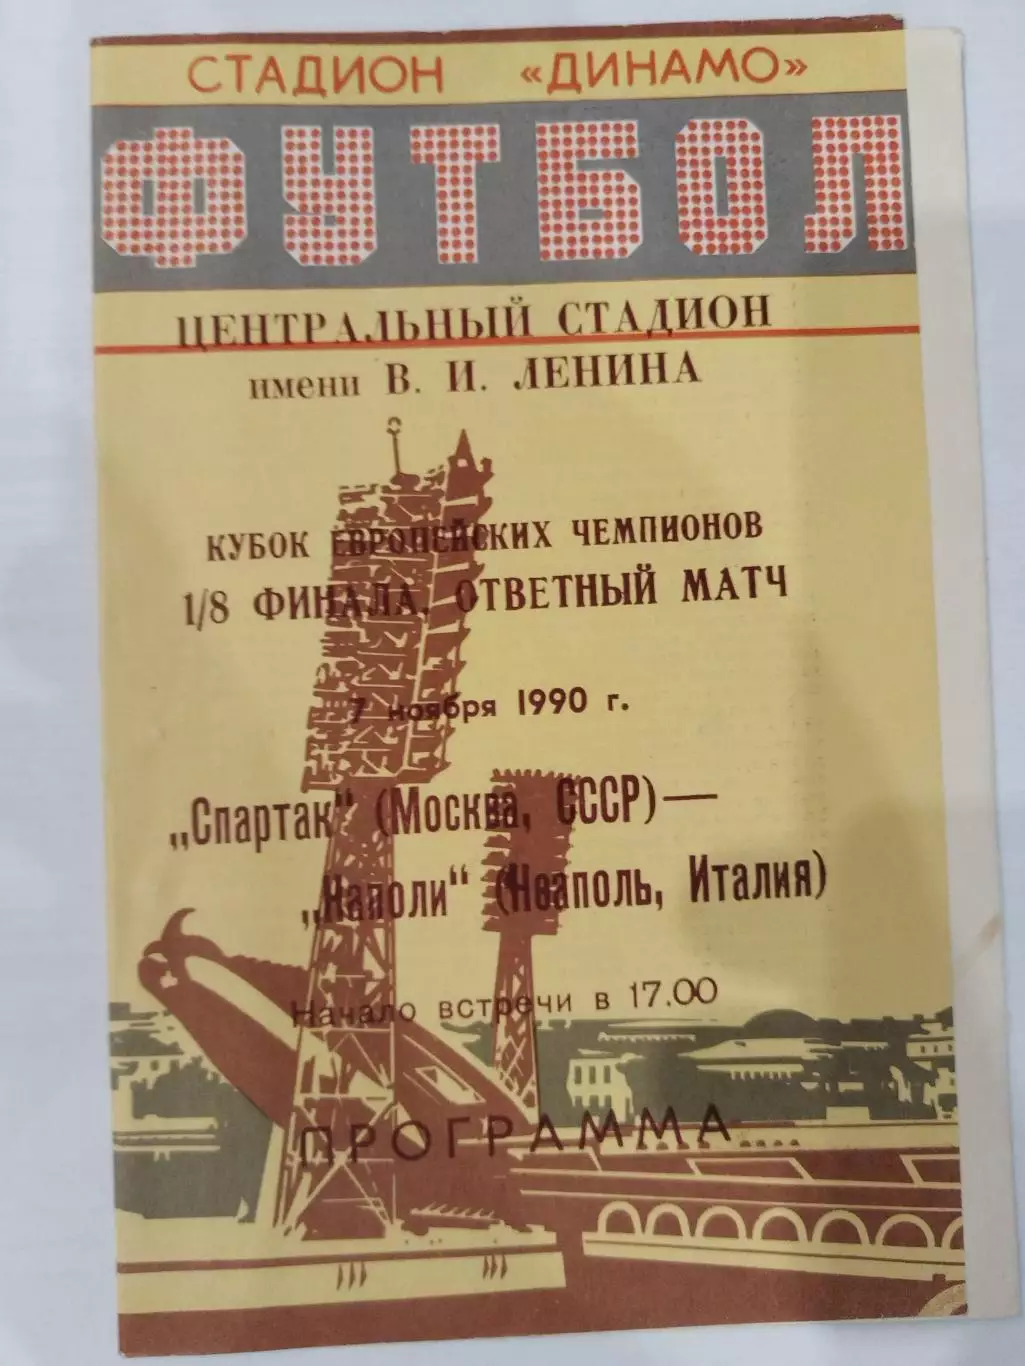 СТАДИОН «ДИНАМО»
ФУТБОЛ
ЦЕНТРАЛЬНЫЙ СТАДИОН
имени В. И. ЛЕНИНА
КУБОК ЕВРОПЕЙСКИХ ЧЕМПИОНОВ
1/8 ФИНАЛА, ОТВЕТНЫЙ МАТЧ
7 ноября 1990 г.
„Спартак“ (Москва, СССР) —
„Наполи“ (Неаполь, Италия)
Начало встречи в 17.00
ПРОГРАММА